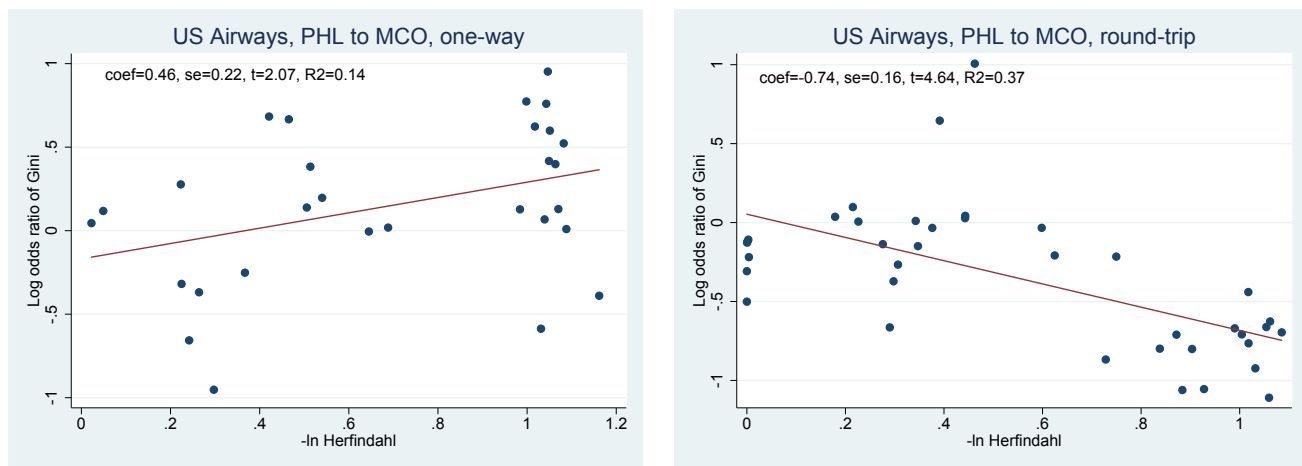 US Airways, PHL to MCO, one-way
coef=0.46, se=0.22, t=2.07, R2=0.14
Log odds ratio of Gini
1
.5
0
-.5
-1
0 .2 .4 .6 .8 1 1.2
-ln Herfindahl
US Airways, PHL to MCO, round-trip
coef=-0.74, se=0.16, t=4.64, R2=0.37
Log odds ratio of Gini
1
.5
0
-.5
-1
0 .2 .4 .6 .8 1
-ln Herfindahl